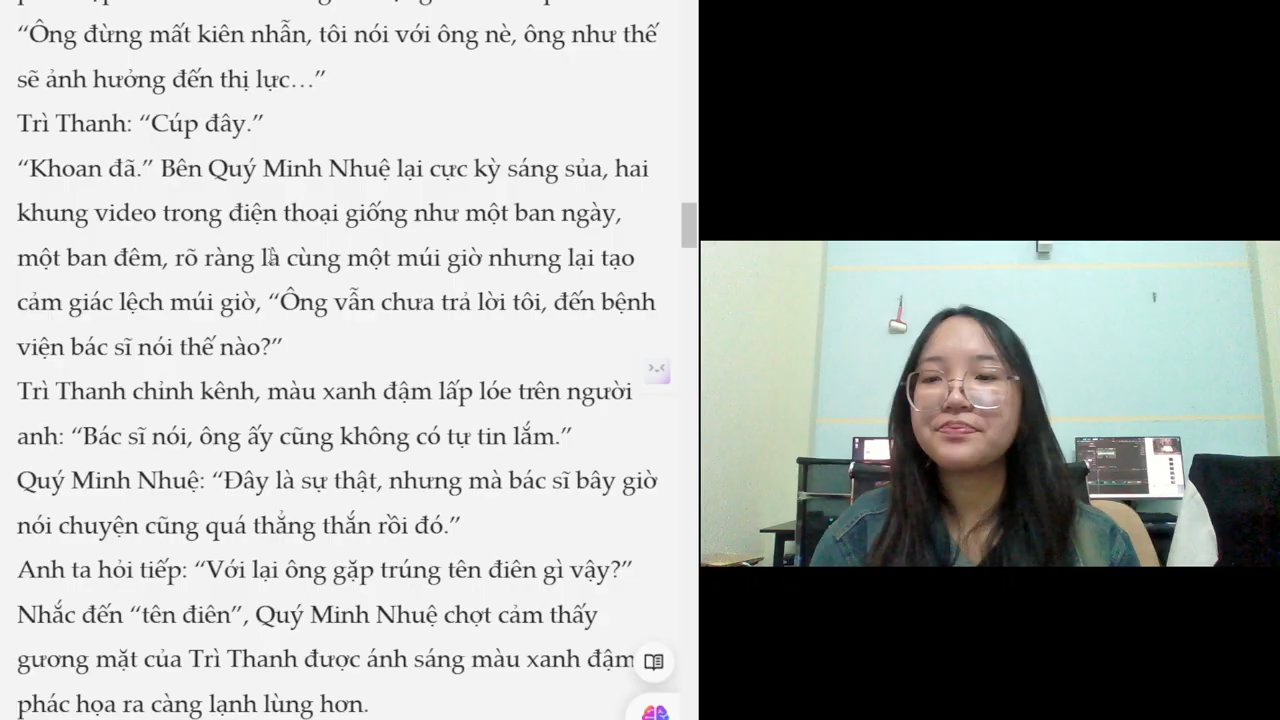 “Ông đừng mất kiên nhẫn, tôi nói với ông nè, ông như thế
sẽ ảnh hưởng đến thị lực…”
Trì Thanh: “Cúp đây.”
“Khoan đã.” Bên Quý Minh Nhuệ lại cực kỳ sáng sủa, hai
khung video trong điện thoại giống như một ban ngày,
một ban đêm, rõ ràng là cùng một múi giờ nhưng lại tạo
cảm giác lệch múi giờ, “Ông vẫn chưa trả lời tôi, đến bệnh
viện bác sĩ nói thế nào?”
Trì Thanh chỉnh kênh, màu xanh đậm lấp lóe trên người
anh: “Bác sĩ nói, ông ấy cũng không có tự tin lắm.”
Quý Minh Nhuệ: “Đây là sự thật, nhưng mà bác sĩ bây giờ
nói chuyện cũng quá thẳng thắn rồi đó.”
Anh ta hỏi tiếp: “Với lại ông gặp trúng tên điên gì vậy?”
Nhắc đến “tên điên”, Quý Minh Nhuệ chợt cảm thấy
gương mặt của Trì Thanh được ánh sáng màu xanh đậm
phác họa ra càng lạnh lùng hơn.